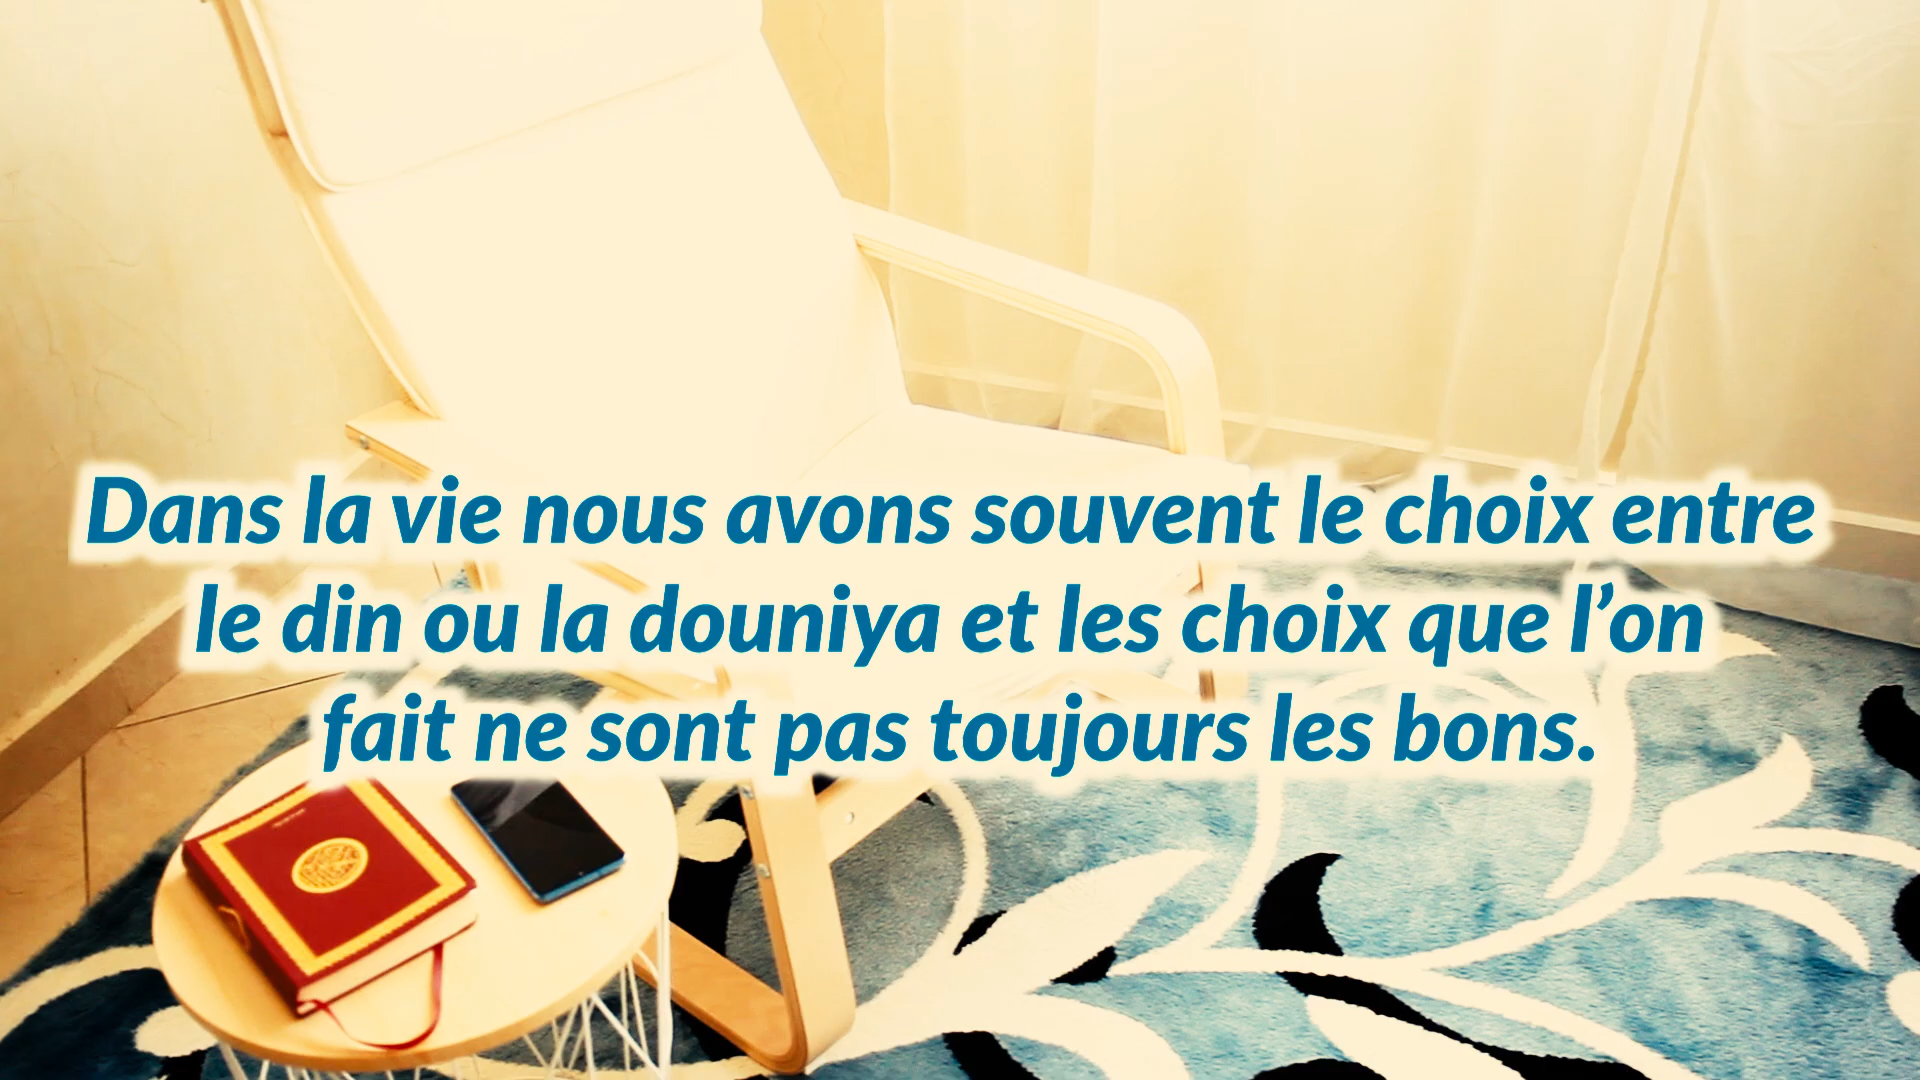 Dans la vie nous avons souvent le choix entre
le din ou la douniya et les choix que l’on
fait ne sont pas toujours les bons.